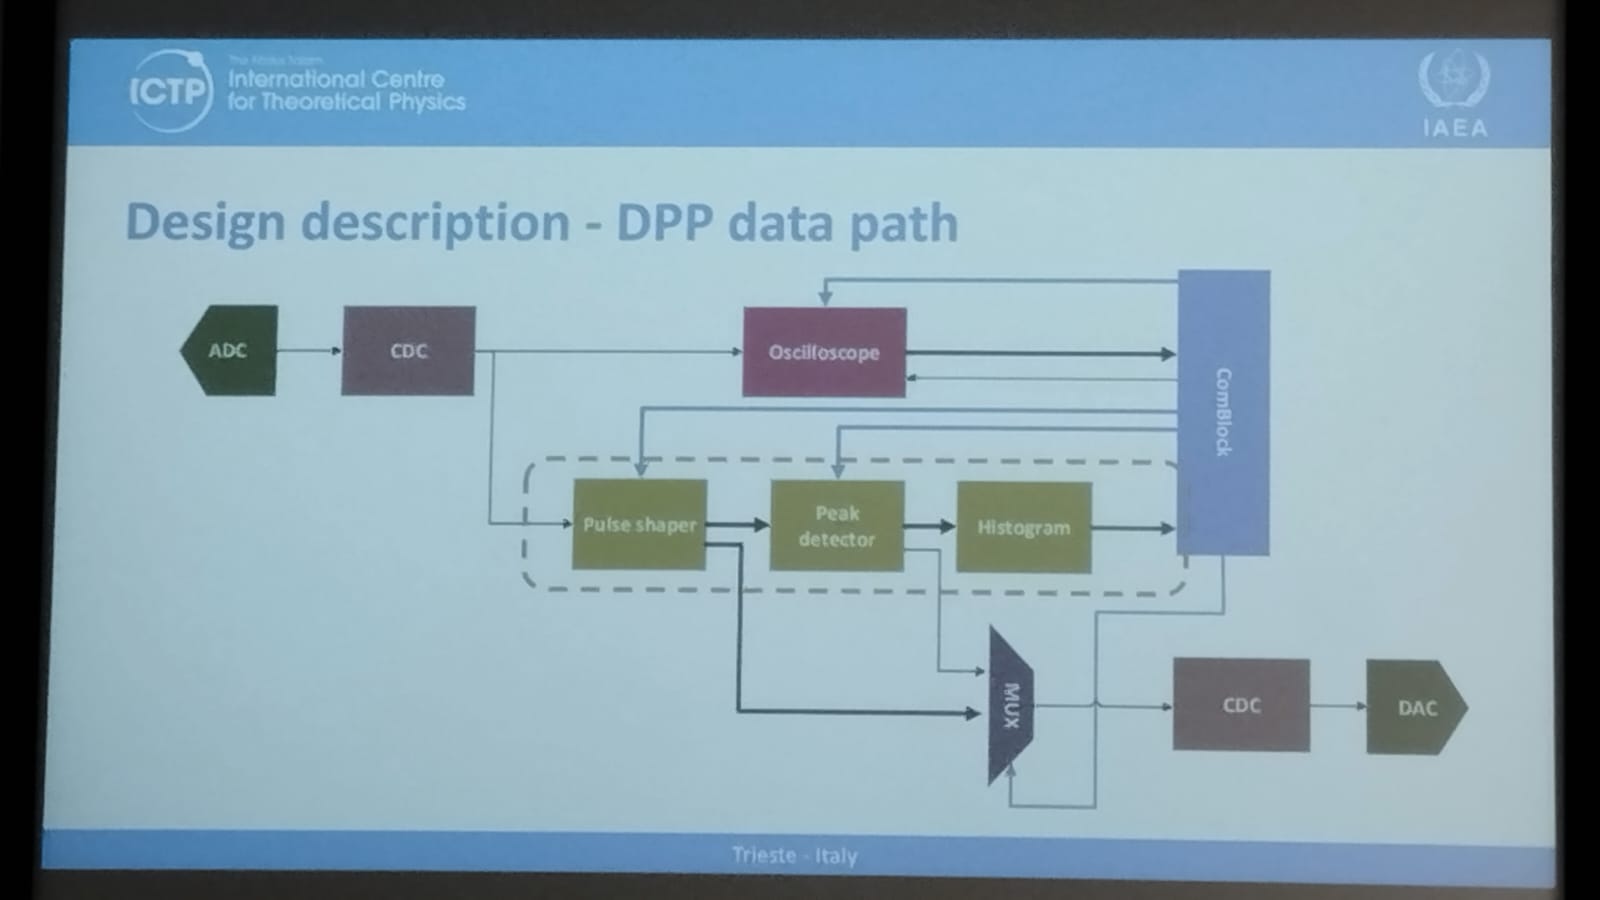 ICTP
The Abdus Salam
International Centre
for Theoretical Physics
IAEA
Design description - DPP data path
ADC
CDC
Oscilloscope
ComBlock
Pulse shaper
Peak
detector
Histogram
MUX
CDC
DAC
Trieste - Italy